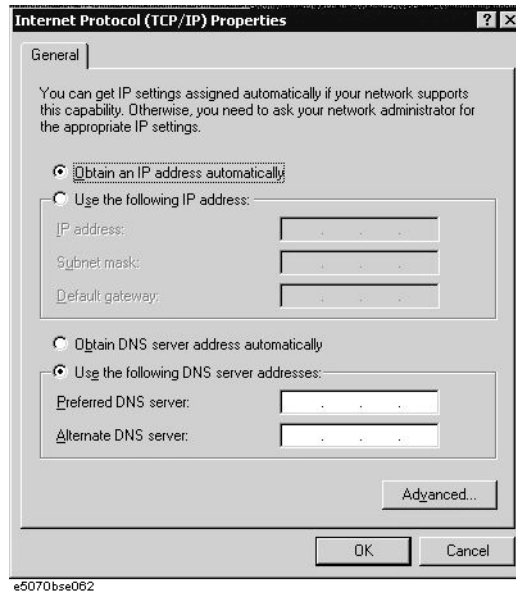 Internet Protocol (TCP/IP) Properties
General
You can get IP settings assigned automatically if your network supports
this capability. Otherwise, you need to ask your network administrator for
the appropriate IP settings.
Obtain an IP address automatically
Use the following IP address:
IP address:
Subnet mask:
Default gateway:
Obtain DNS server address automatically
Use the following DNS server addresses:
Preferred DNS server:
Alternate DNS server:
Advanced...
OK Cancel
e5070bse062